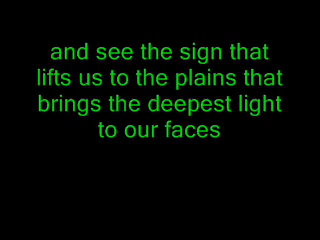 and see the sign that
lifts us to the plains that
brings the deepest light
to our faces